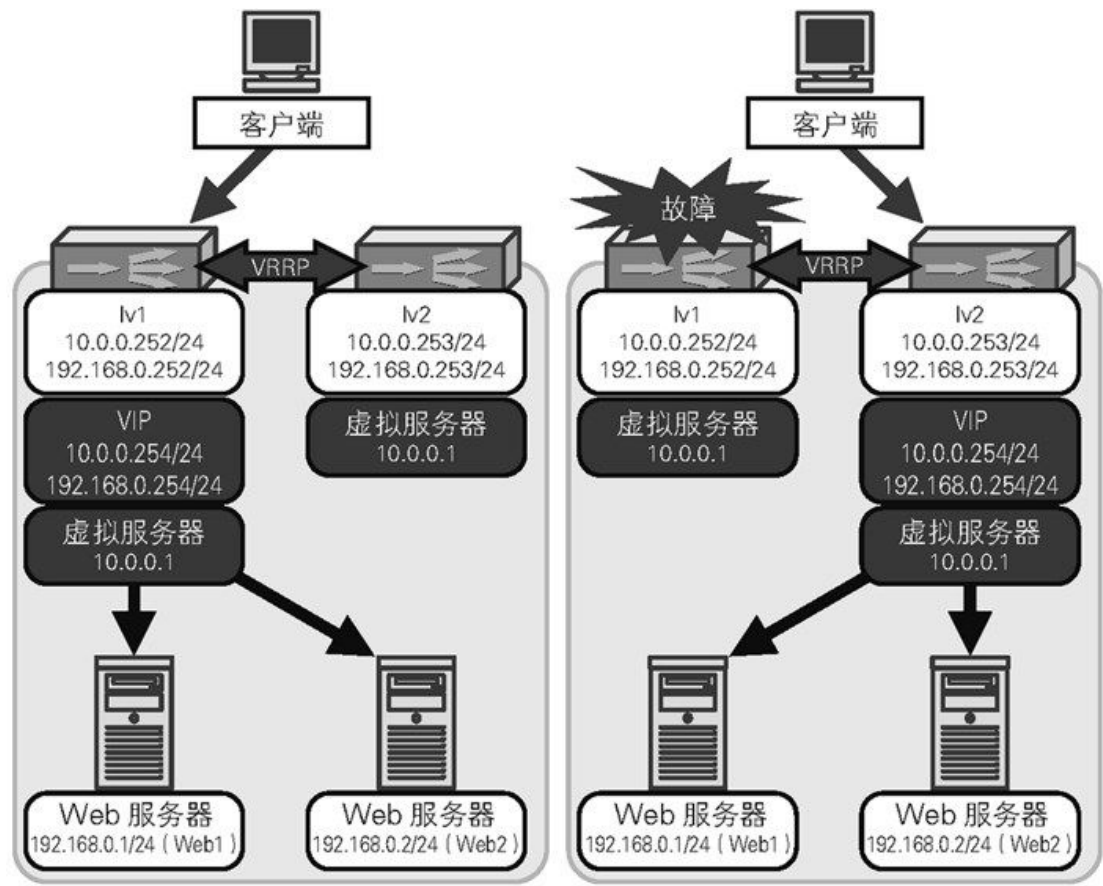 客户端
VRRP
lv1
10.0.0.252/24
192.168.0.252/24
lv2
10.0.0.253/24
192.168.0.253/24
VIP
10.0.0.254/24
192.168.0.254/24
虚拟服务器
10.0.0.1
虚拟服务器
10.0.0.1
Web 服务器
192.168.0.1/24 ( Web1 )
Web 服务器
192.168.0.2/24 ( Web2 )
客户端
故障
VRRP
lv1
10.0.0.252/24
192.168.0.252/24
lv2
10.0.0.253/24
192.168.0.253/24
虚拟服务器
10.0.0.1
VIP
10.0.0.254/24
192.168.0.254/24
虚拟服务器
10.0.0.1
Web 服务器
192.168.0.1/24 ( Web1 )
Web 服务器
192.168.0.2/24 ( Web2 )